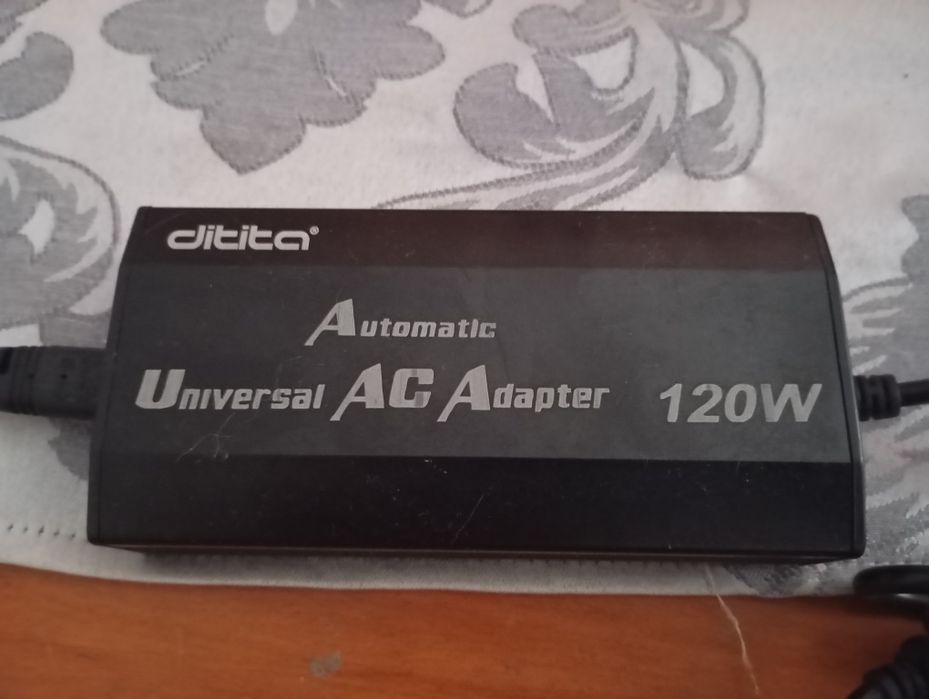 ditita®
Automatic
Universal AC Adapter 120W